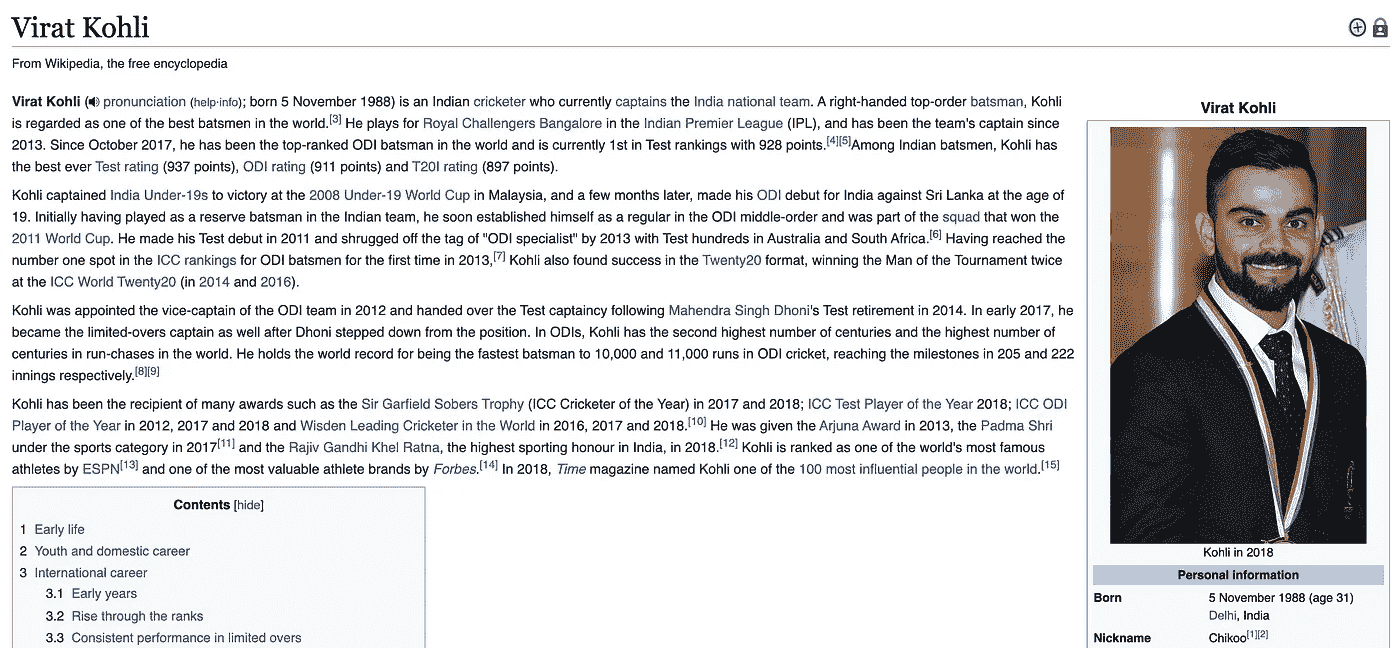 Virat Kohli
From Wikipedia, the free encyclopedia
Virat Kohli ( pronunciation (help·info); born 5 November 1988) is an Indian cricketer who currently captains the India national team. A right-handed top-order batsman, Kohli
is regarded as one of the best batsmen in the world.[3] He plays for Royal Challengers Bangalore in the Indian Premier League (IPL), and has been the team's captain since
2013. Since October 2017, he has been the top-ranked ODI batsman in the world and is currently 1st in Test rankings with 928 points.[4][5]Among Indian batsmen, Kohli has
the best ever Test rating (937 points), ODI rating (911 points) and T20I rating (897 points).
Kohli captained India Under-19s to victory at the 2008 Under-19 World Cup in Malaysia, and a few months later, made his ODI debut for India against Sri Lanka at the age of
19. Initially having played as a reserve batsman in the Indian team, he soon established himself as a regular in the ODI middle-order and was part of the squad that won the
2011 World Cup. He made his Test debut in 2011 and shrugged off the tag of "ODI specialist" by 2013 with Test hundreds in Australia and South Africa.[6] Having reached the
number one spot in the ICC rankings for ODI batsmen for the first time in 2013,[7] Kohli also found success in the Twenty20 format, winning the Man of the Tournament twice
at the ICC World Twenty20 (in 2014 and 2016).
Kohli was appointed the vice-captain of the ODI team in 2012 and handed over the Test captaincy following Mahendra Singh Dhoni's Test retirement in 2014. In early 2017, he
became the limited-overs captain as well after Dhoni stepped down from the position. In ODIs, Kohli has the second highest number of centuries and the highest number of
centuries in run-chases in the world. He holds the world record for being the fastest batsman to 10,000 and 11,000 runs in ODI cricket, reaching the milestones in 205 and 222
innings respectively.[8][9]
Kohli has been the recipient of many awards such as the Sir Garfield Sobers Trophy (ICC Cricketer of the Year) in 2017 and 2018; ICC Test Player of the Year 2018; ICC ODI
Player of the Year in 2012, 2017 and 2018 and Wisden Leading Cricketer in the World in 2016, 2017 and 2018.[10] He was given the Arjuna Award in 2013, the Padma Shri
under the sports category in 2017[11] and the Rajiv Gandhi Khel Ratna, the highest sporting honour in India, in 2018.[12] Kohli is ranked as one of the world's most famous
athletes by ESPN[13] and one of the most valuable athlete brands by Forbes.[14] In 2018, Time magazine named Kohli one of the 100 most influential people in the world.[15]
Contents [hide]
1 Early life
2 Youth and domestic career
3 International career
3.1 Early years
3.2 Rise through the ranks
3.3 Consistent performance in limited overs
Virat Kohli
Kohli in 2018
Personal information
Born 5 November 1988 (age 31)
Delhi, India
Nickname Chikoo[1][2]